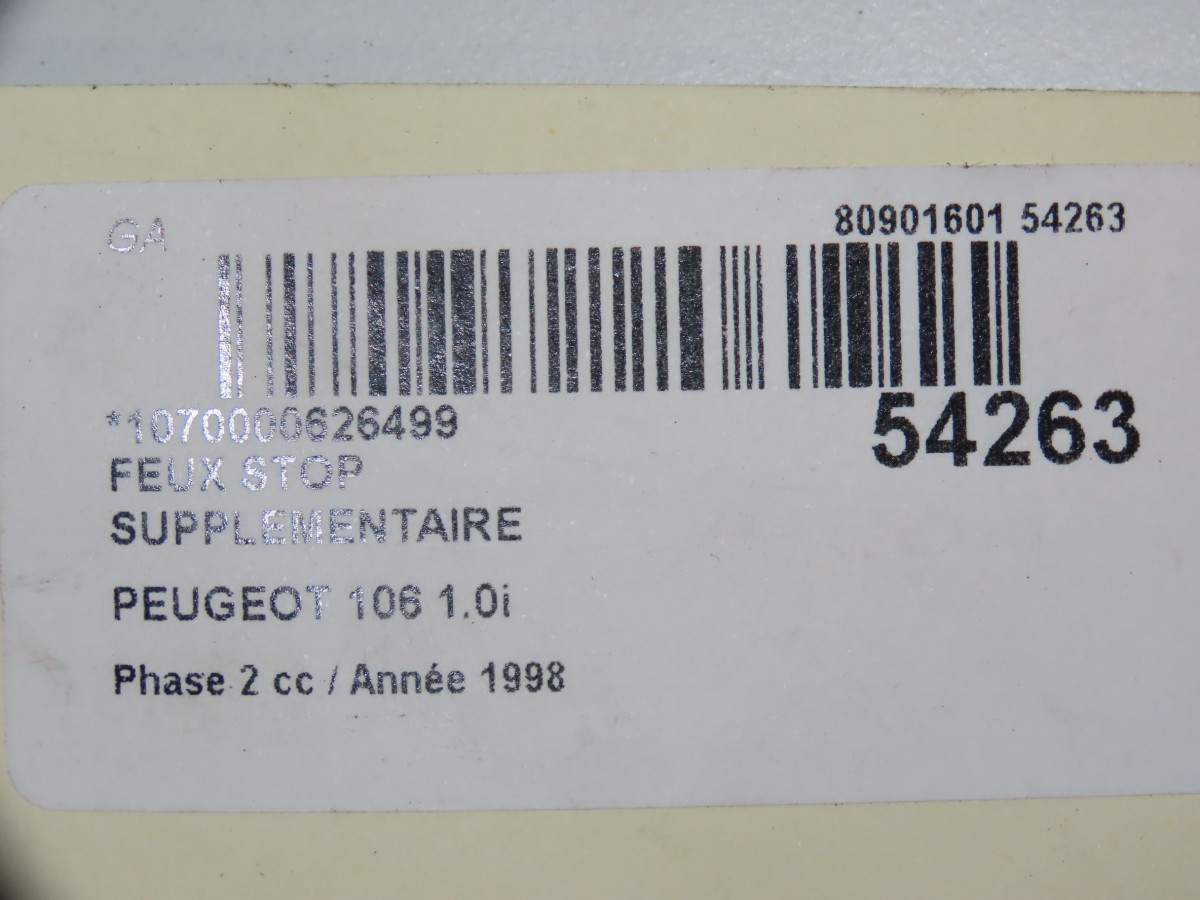 GA
80901601 54263
*1070000626499
54263
FEUX STOP
SUPPLEMENTAIRE
PEUGEOT 106 1.0i
Phase 2 cc / Année 1998